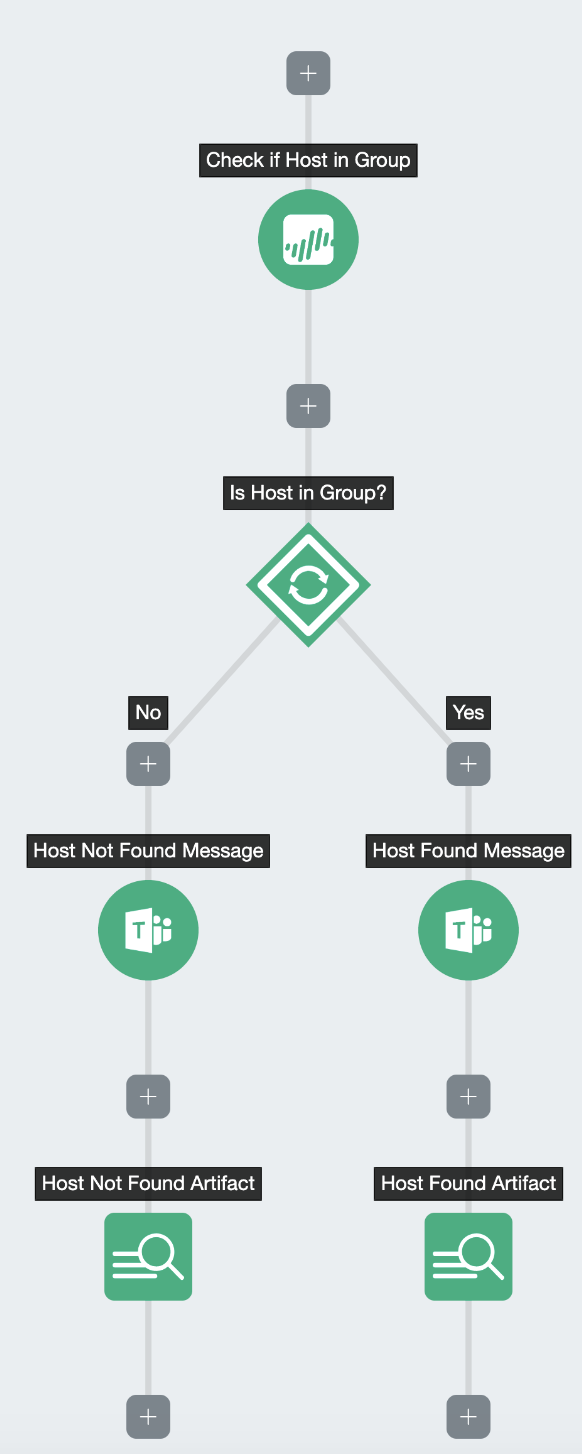 Check if Host in Group
Is Host in Group?
No
Yes
Host Not Found Message
Host Found Message
T
T
Host Not Found Artifact
Host Found Artifact